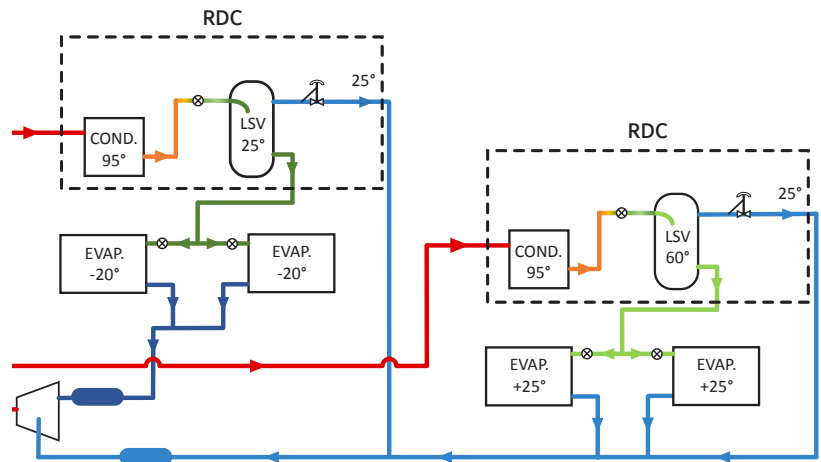 RDC
25°
LSV
25°
COND.
95°
RDC
25°
EVAP.
-20°
EVAP.
-20°
LSV
60°
COND.
95°
EVAP.
+25°
EVAP.
+25°